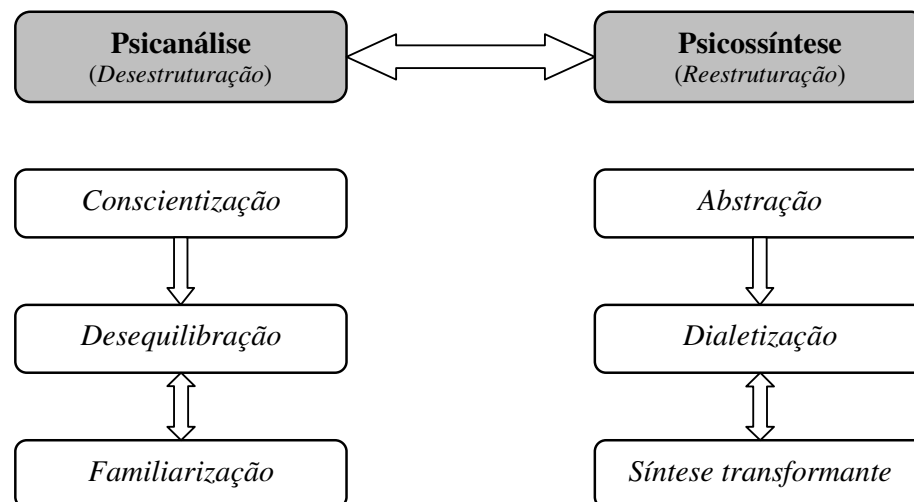 Psicanálise
(Desestruturação)
Psicossíntese
(Reestruturação)
Conscientização
Abstração
Desequilibração
Dialetização
Familiarização
Síntese transformante